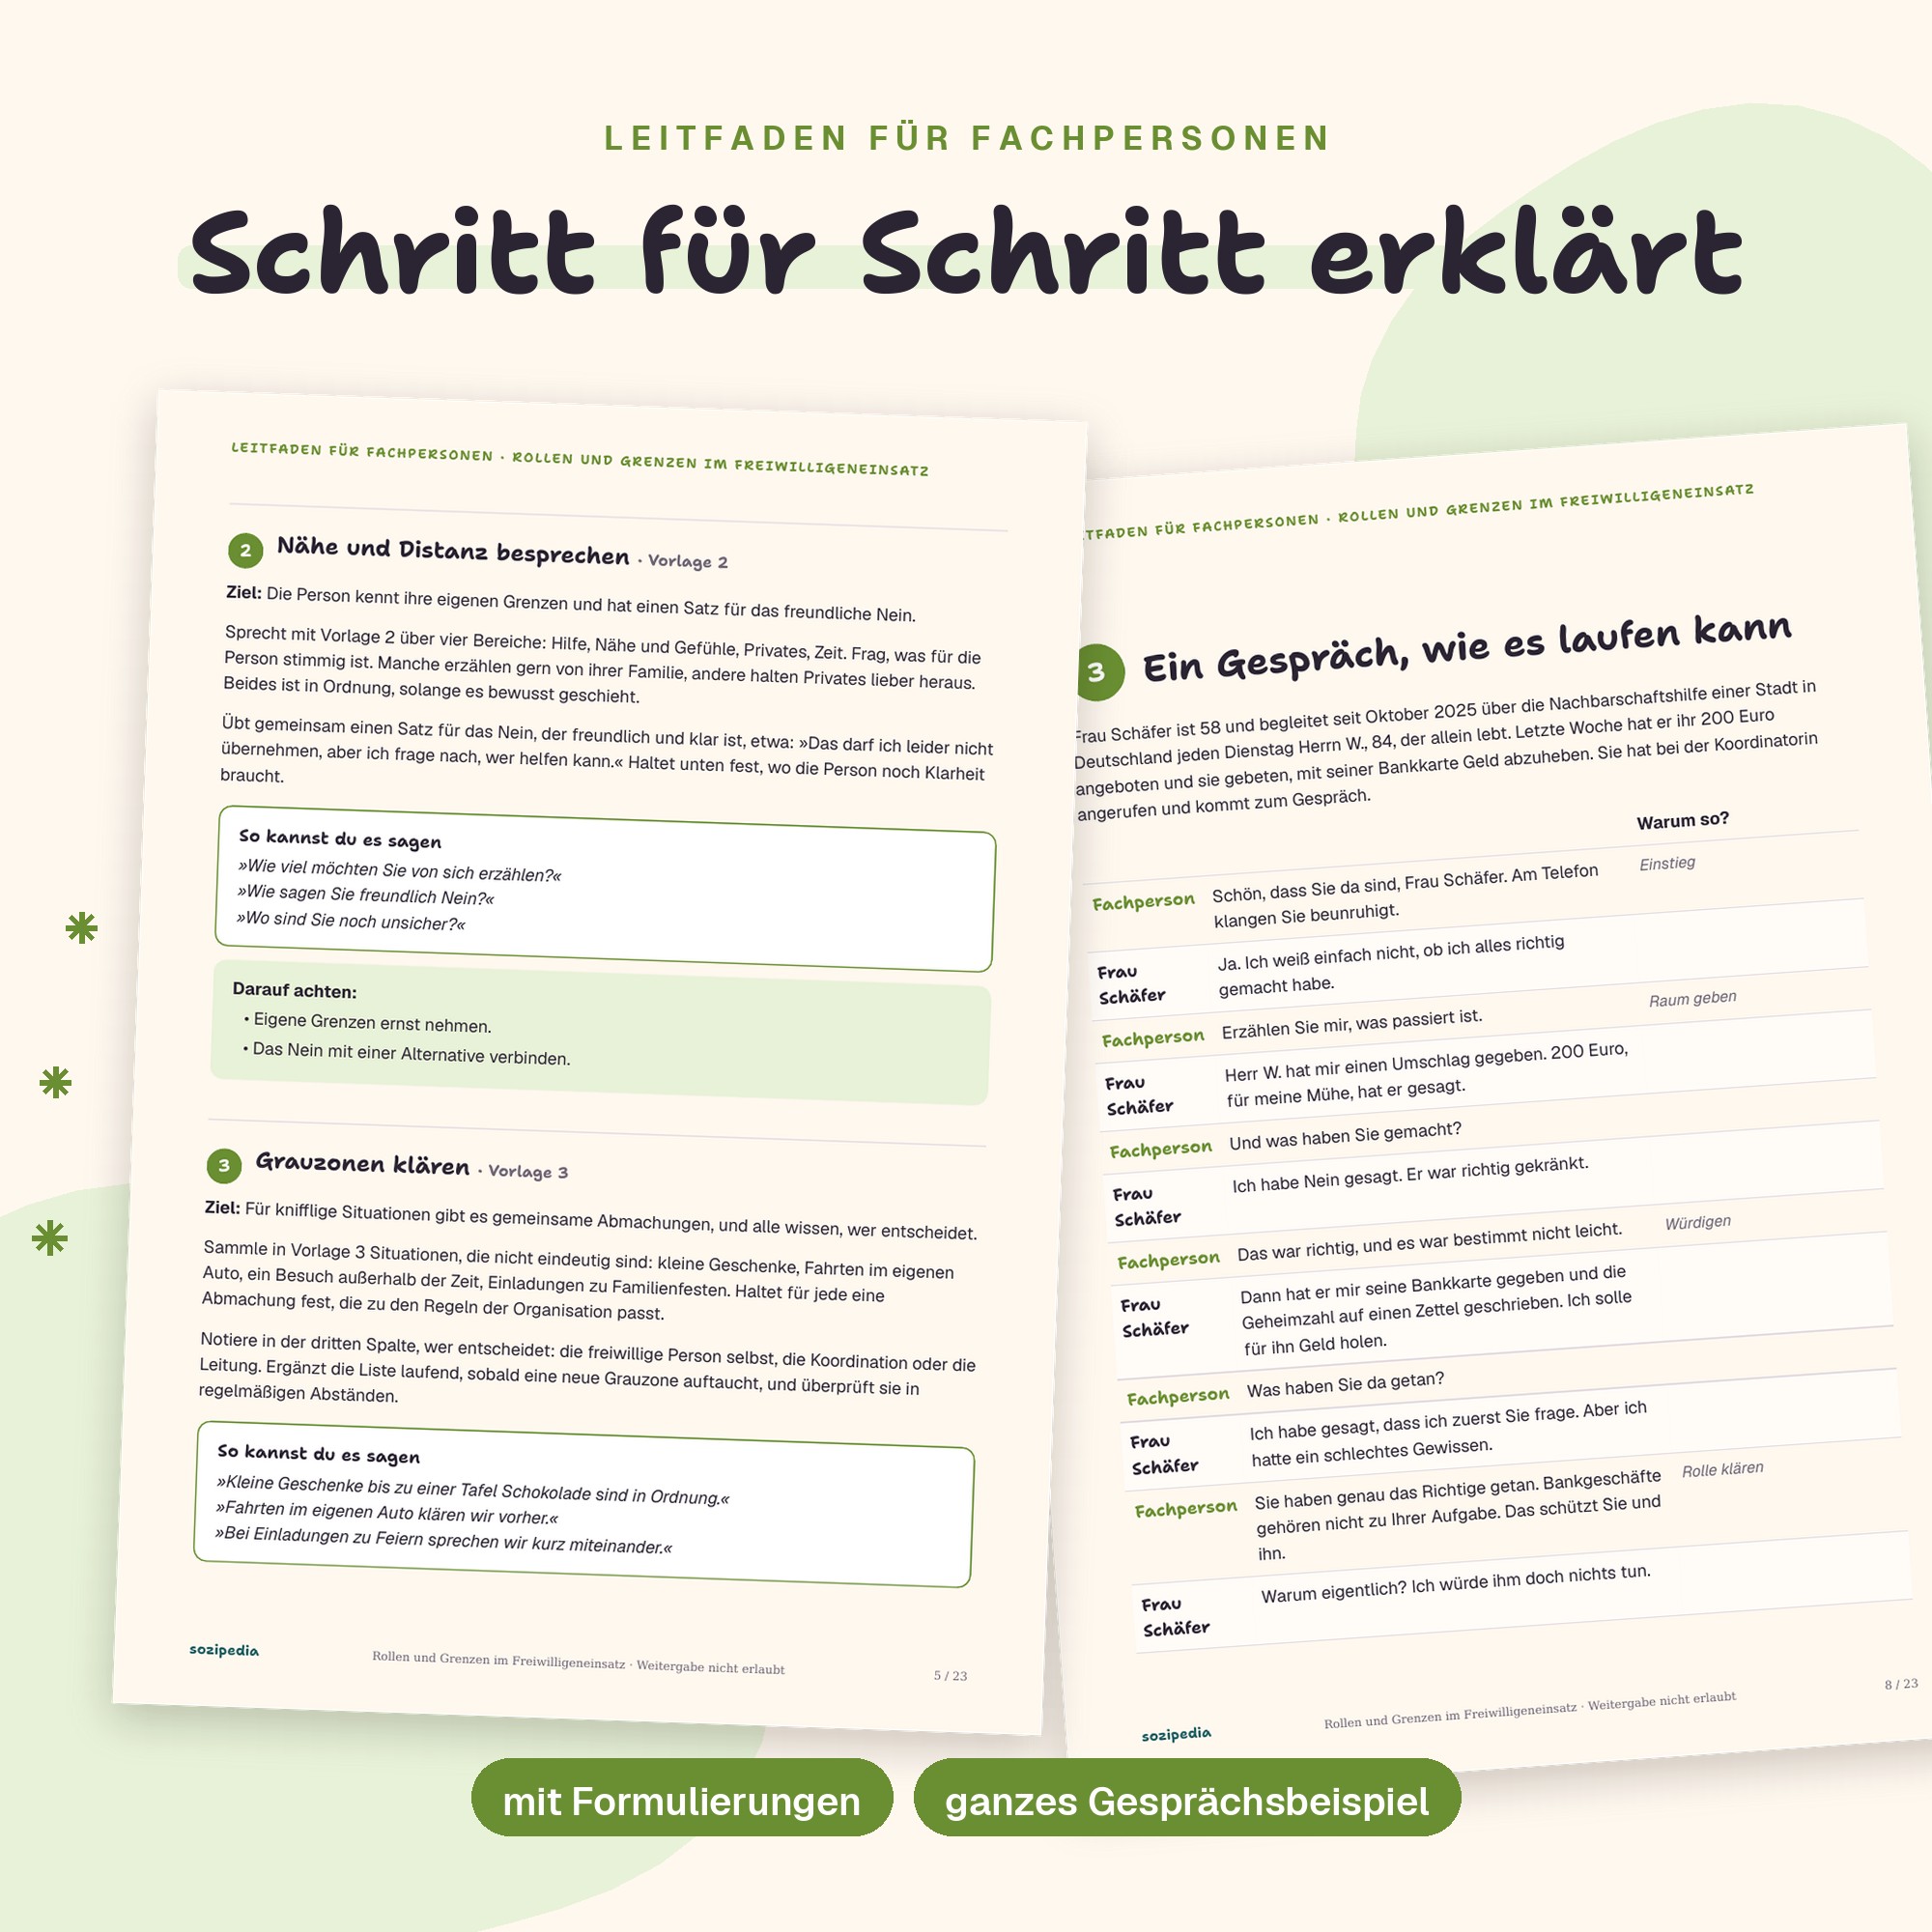 LEITFADEN FÜR FACHPERSONEN
Schritt für Schritt erklärt
LEITFADEN FÜR FACHPERSONEN · ROLLEN UND GRENZEN IM FREIWILLIGENEINSATZ
2 Nähe und Distanz besprechen · Vorlage 2
Ziel: Die Person kennt ihre eigenen Grenzen und hat einen Satz für das freundliche Nein.
Sprecht mit Vorlage 2 über vier Bereiche: Hilfe, Nähe und Gefühle, Privates, Zeit. Frag, was für die
Person stimmig ist. Manche erzählen gern von ihrer Familie, andere halten Privates lieber heraus.
Beides ist in Ordnung, solange es bewusst geschieht.
Übt gemeinsam einen Satz für das Nein, der freundlich und klar ist, etwa: »Das darf ich leider nicht
übernehmen, aber ich frage nach, wer helfen kann.« Haltet unten fest, wo die Person noch Klarheit
braucht.
So kannst du es sagen
»Wie viel möchten Sie von sich erzählen?«
»Wie sagen Sie freundlich Nein?«
»Wo sind Sie noch unsicher?«
Darauf achten:
• Eigene Grenzen ernst nehmen.
• Das Nein mit einer Alternative verbinden.
3 Grauzonen klären · Vorlage 3
Ziel: Für knifflige Situationen gibt es gemeinsame Abmachungen, und alle wissen, wer entscheidet.
Sammle in Vorlage 3 Situationen, die nicht eindeutig sind: kleine Geschenke, Fahrten im eigenen
Auto, ein Besuch außerhalb der Zeit, Einladungen zu Familienfesten. Haltet für jede eine
Abmachung fest, die zu den Regeln der Organisation passt.
Notiere in der dritten Spalte, wer entscheidet: die freiwillige Person selbst, die Koordination oder die
Leitung. Ergänzt die Liste laufend, sobald eine neue Grauzone auftaucht, und überprüft sie in
regelmäßigen Abständen.
So kannst du es sagen
»Kleine Geschenke bis zu einer Tafel Schokolade sind in Ordnung.«
»Fahrten im eigenen Auto klären wir vorher.«
»Bei Einladungen zu Feiern sprechen wir kurz miteinander.«
sozipedia
Rollen und Grenzen im Freiwilligeneinsatz · Weitergabe nicht erlaubt
5 / 23
TFADEN FÜR FACHPERSONEN · ROLLEN UND GRENZEN IM FREIWILLIGENEINSATZ
3 Ein Gespräch, wie es laufen kann
Frau Schäfer ist 58 und begleitet seit Oktober 2025 über die Nachbarschaftshilfe einer Stadt in
Deutschland jeden Dienstag Herrn W., 84, der allein lebt. Letzte Woche hat er ihr 200 Euro
angeboten und sie gebeten, mit seiner Bankkarte Geld abzuheben. Sie hat bei der Koordinatorin
angerufen und kommt zum Gespräch.
Warum so?
Fachperson Schön, dass Sie da sind, Frau Schäfer. Am Telefon Einstieg
klangen Sie beunruhigt.
Frau Ja. Ich weiß einfach nicht, ob ich alles richtig
Schäfer gemacht habe.
Fachperson Erzählen Sie mir, was passiert ist. Raum geben
Frau Herr W. hat mir einen Umschlag gegeben. 200 Euro,
Schäfer für meine Mühe, hat er gesagt.
Fachperson Und was haben Sie gemacht?
Frau Ich habe Nein gesagt. Er war richtig gekränkt.
Schäfer
Fachperson Das war richtig, und es war bestimmt nicht leicht. Würdigen
Frau Dann hat er mir seine Bankkarte gegeben und die
Schäfer Geheimzahl auf einen Zettel geschrieben. Ich solle
für ihn Geld holen.
Fachperson Was haben Sie da getan?
Frau Ich habe gesagt, dass ich zuerst Sie frage. Aber ich
Schäfer hatte ein schlechtes Gewissen.
Fachperson Sie haben genau das Richtige getan. Bankgeschäfte Rolle klären
gehören nicht zu Ihrer Aufgabe. Das schützt Sie und
ihn.
Frau Warum eigentlich? Ich würde ihm doch nichts tun.
Schäfer
sozipedia
Rollen und Grenzen im Freiwilligeneinsatz · Weitergabe nicht erlaubt
8 / 23
mit Formulierungen
ganzes Gesprächsbeispiel